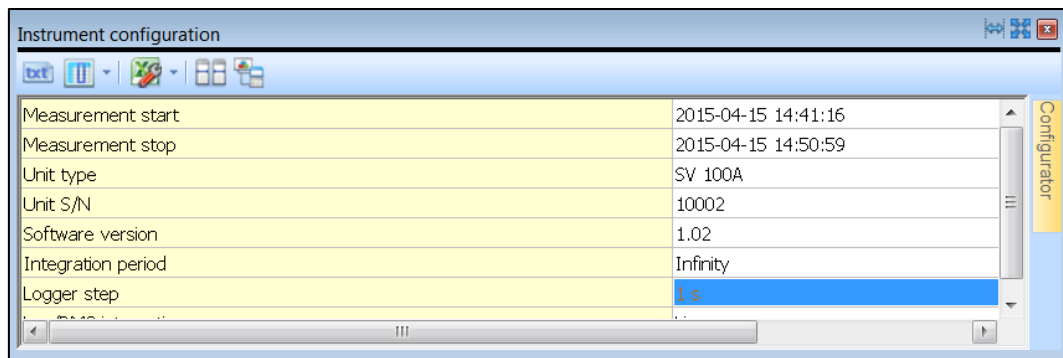 Instrument configuration
txt
Measurement start 2015-04-15 14:41:16
Measurement stop 2015-04-15 14:50:59
Unit type SV 100A
Unit S/N 10002
Software version 1.02
Integration period Infinity
Logger step 1 s
Configurator